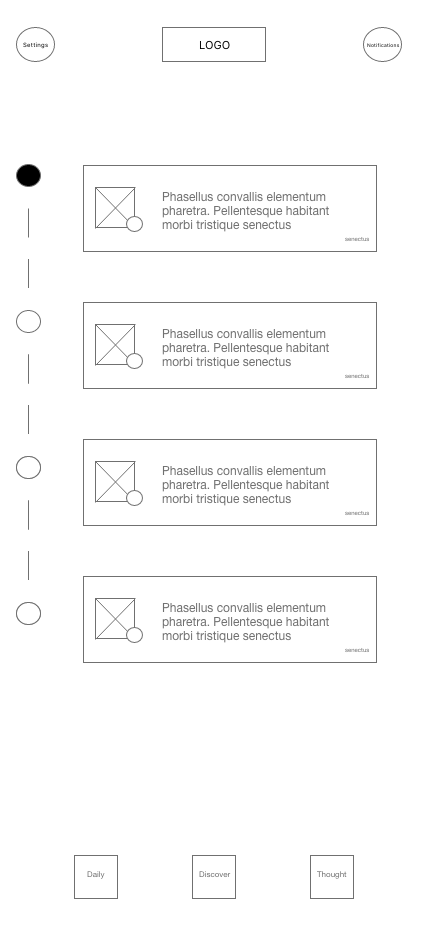 Settings
LOGO
Notifications
Phasellus convallis elementum
pharetra. Pellentesque habitant
morbi tristique senectus
senectus
Phasellus convallis elementum
pharetra. Pellentesque habitant
morbi tristique senectus
senectus
Phasellus convallis elementum
pharetra. Pellentesque habitant
morbi tristique senectus
senectus
Phasellus convallis elementum
pharetra. Pellentesque habitant
morbi tristique senectus
senectus
Daily
Discover
Thought